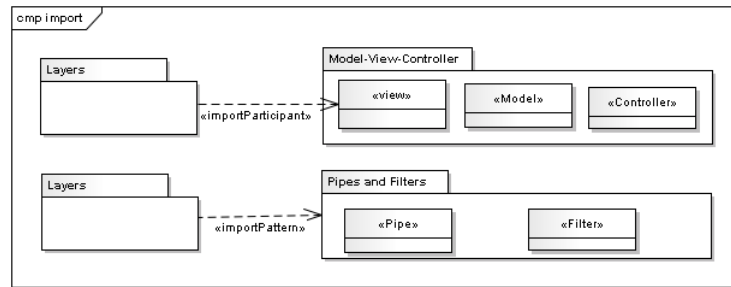 cmp import
Layers
Model-View-Controller
«view»
«Model»
«Controller»
«importParticipant»
Layers
Pipes and Filters
«Pipe»
«Filter»
«importPattern»